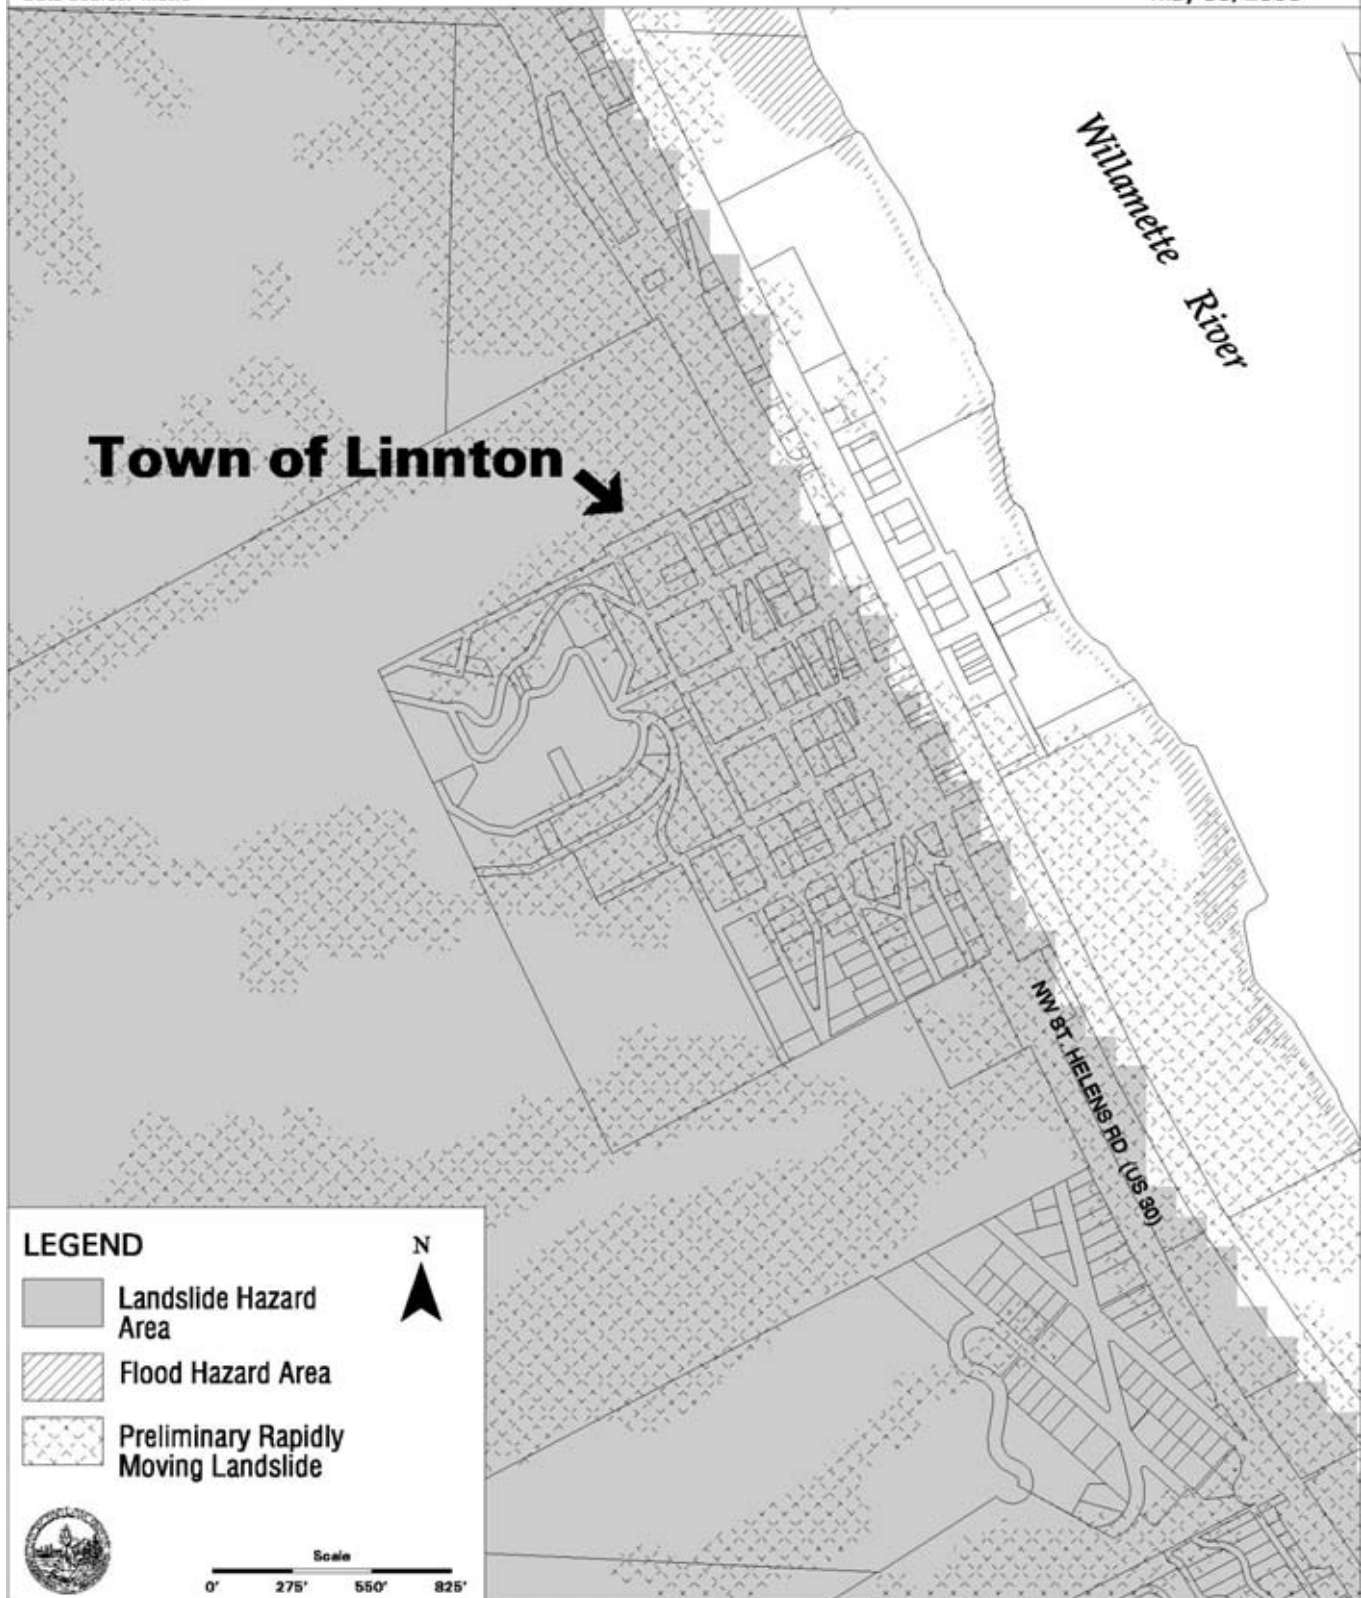 Willamette River
Town of Linnton
NW ST. HELENS RD (US 30)
LEGEND
N
Landslide Hazard
Area
Flood Hazard Area
Preliminary Rapidly
Moving Landslide
Scale
0' 275' 550' 825'